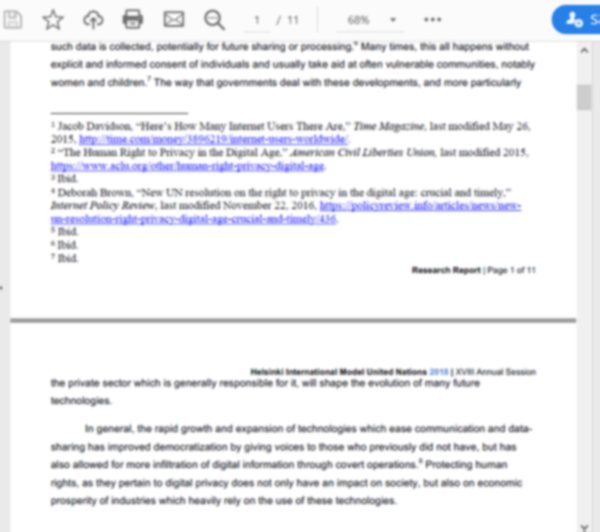 1 / 11 68%
such data is collected, potentially for future sharing or processing.6 Many times, this all happens without
explicit and informed consent of individuals and usually take aid at often vulnerable communities, notably
women and children.7 The way that governments deal with these developments, and more particularly
1 Jacob Davidson, “Here’s How Many Internet Users There Are,” Time Magazine, last modified May 26,
2015, http://time.com/money/3896219/internet-users-worldwide/.
2 “The Human Right to Privacy in the Digital Age,” American Civil Liberties Union, last modified 2015,
https://www.aclu.org/other/human-right-privacy-digital-age.
3 Ibid.
4 Deborah Brown, “New UN resolution on the right to privacy in the digital age: crucial and timely,”
Internet Policy Review, last modified November 22, 2016, https://policyreview.info/articles/news/new-
un-resolution-right-privacy-digital-age-crucial-and-timely/436.
5 Ibid.
6 Ibid.
7 Ibid.
Research Report | Page 1 of 11
Helsinki International Model United Nations 2018 | XVIII Annual Session
the private sector which is generally responsible for it, will shape the evolution of many future
technologies.
In general, the rapid growth and expansion of technologies which ease communication and data-
sharing has improved democratization by giving voices to those who previously did not have, but has
also allowed for more infiltration of digital information through covert operations.8 Protecting human
rights, as they pertain to digital privacy does not only have an impact on society, but also on economic
prosperity of industries which heavily rely on the use of these technologies.